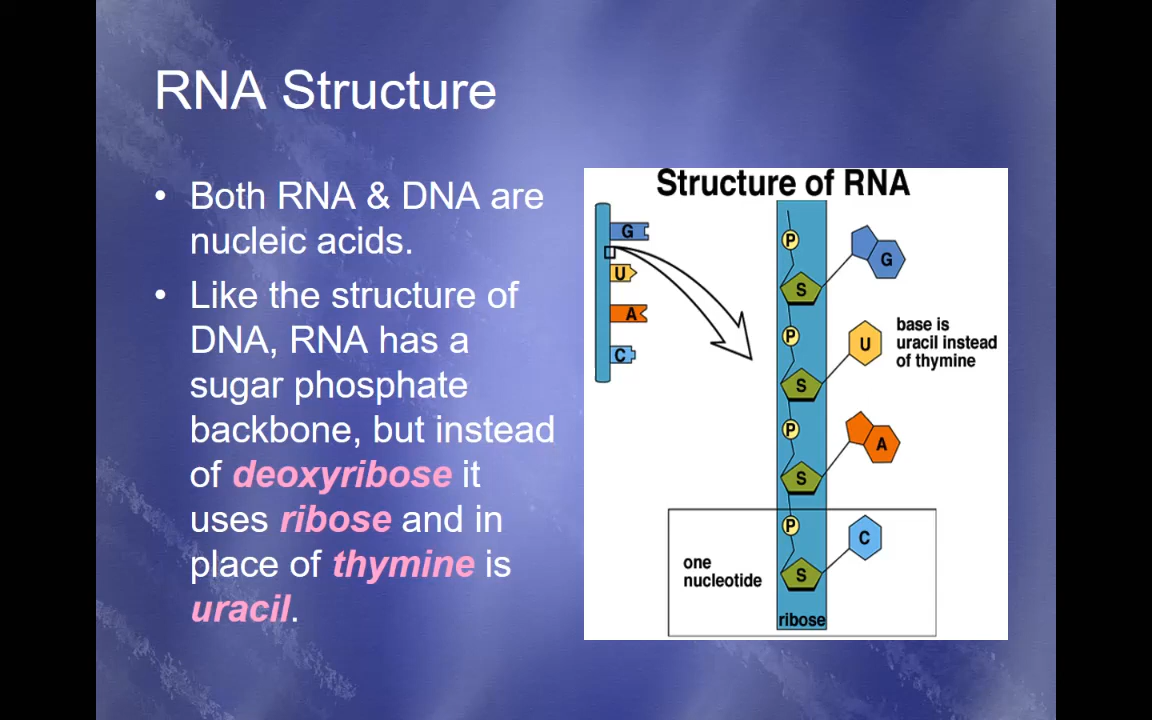 RNA Structure
• Both RNA & DNA are
nucleic acids.
• Like the structure of
DNA, RNA has a
sugar phosphate
backbone, but instead
of deoxyribose it
uses ribose and in
place of thymine is
uracil.
Structure of RNA
G
U
A
C
P
S
G
P
S
U
base is
uracil instead
of thymine
P
S
A
P
S
C
one
nucleotide
ribose